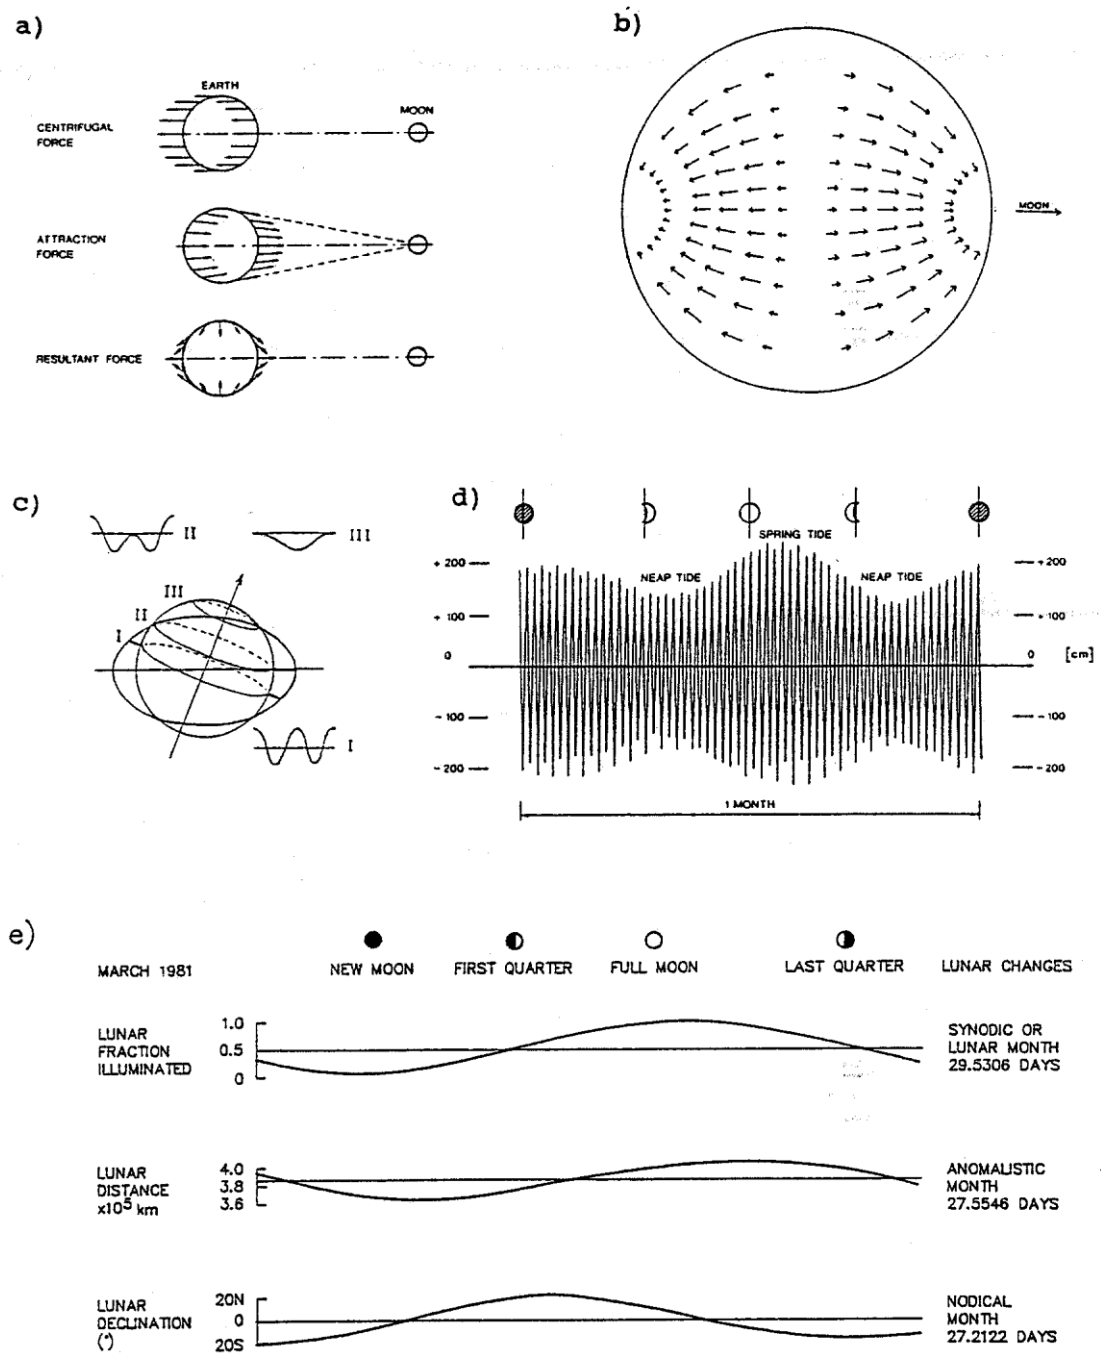 a)
EARTH
MOON
CENTRIFUGAL
FORCE
ATTRACTION
FORCE
RESULTANT FORCE
b)
MOON
c)
II
III
III
II
I
I
d)
SPRING TIDE
NEAP TIDE
NEAP TIDE
+200
+100
0
-100
-200
+200
+100
0
[cm]
-100
-200
1 MONTH
e)
MARCH 1981
NEW MOON
FIRST QUARTER
FULL MOON
LAST QUARTER
LUNAR CHANGES
LUNAR
FRACTION
ILLUMINATED
1.0
0.5
0
SYNODIC OR
LUNAR MONTH
29.5306 DAYS
LUNAR
DISTANCE
x10⁵ km
4.0
3.8
3.6
ANOMALISTIC
MONTH
27.5546 DAYS
LUNAR
DECLINATION
(°)
20N
0
20S
NODICAL
MONTH
27.2122 DAYS